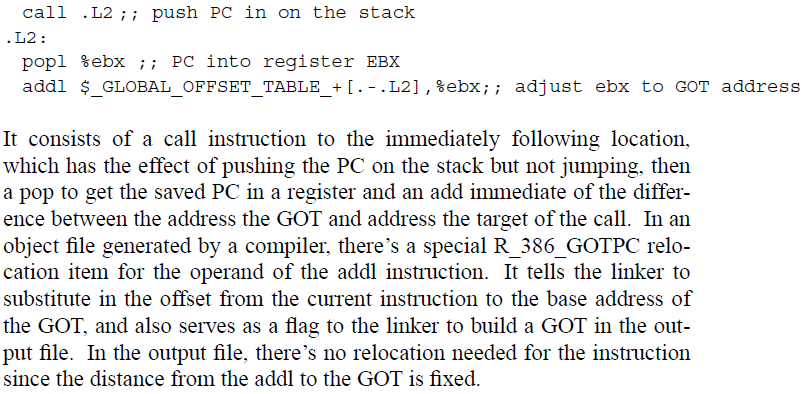 call .L2 ;; push PC in on the stack
.L2:
popl %ebx ;; PC into register EBX
addl $_GLOBAL_OFFSET_TABLE_+[.-.L2],%ebx;; adjust ebx to GOT address
It consists of a call instruction to the immediately following location,
which has the effect of pushing the PC on the stack but not jumping, then
a pop to get the saved PC in a register and an add immediate of the differ-
ence between the address the GOT and address the target of the call. In an
object file generated by a compiler, there's a special R_386_GOTPC relo-
cation item for the operand of the addl instruction. It tells the linker to
substitute in the offset from the current instruction to the base address of
the GOT, and also serves as a flag to the linker to build a GOT in the out-
put file. In the output file, there's no relocation needed for the instruction
since the distance from the addl to the GOT is fixed.